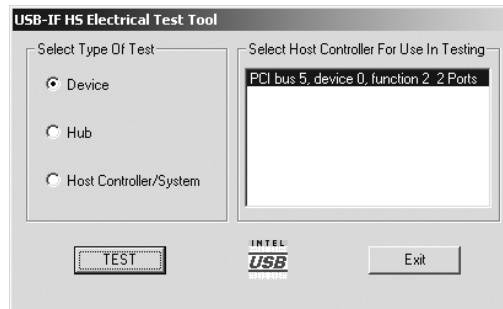 USB-IF HS Electrical Test Tool
Select Type Of Test
Device
Hub
Host Controller/System
Select Host Controller For Use In Testing
PCI bus 5, device 0, function 2 2 Ports
TEST
INTEL
USB
Exit